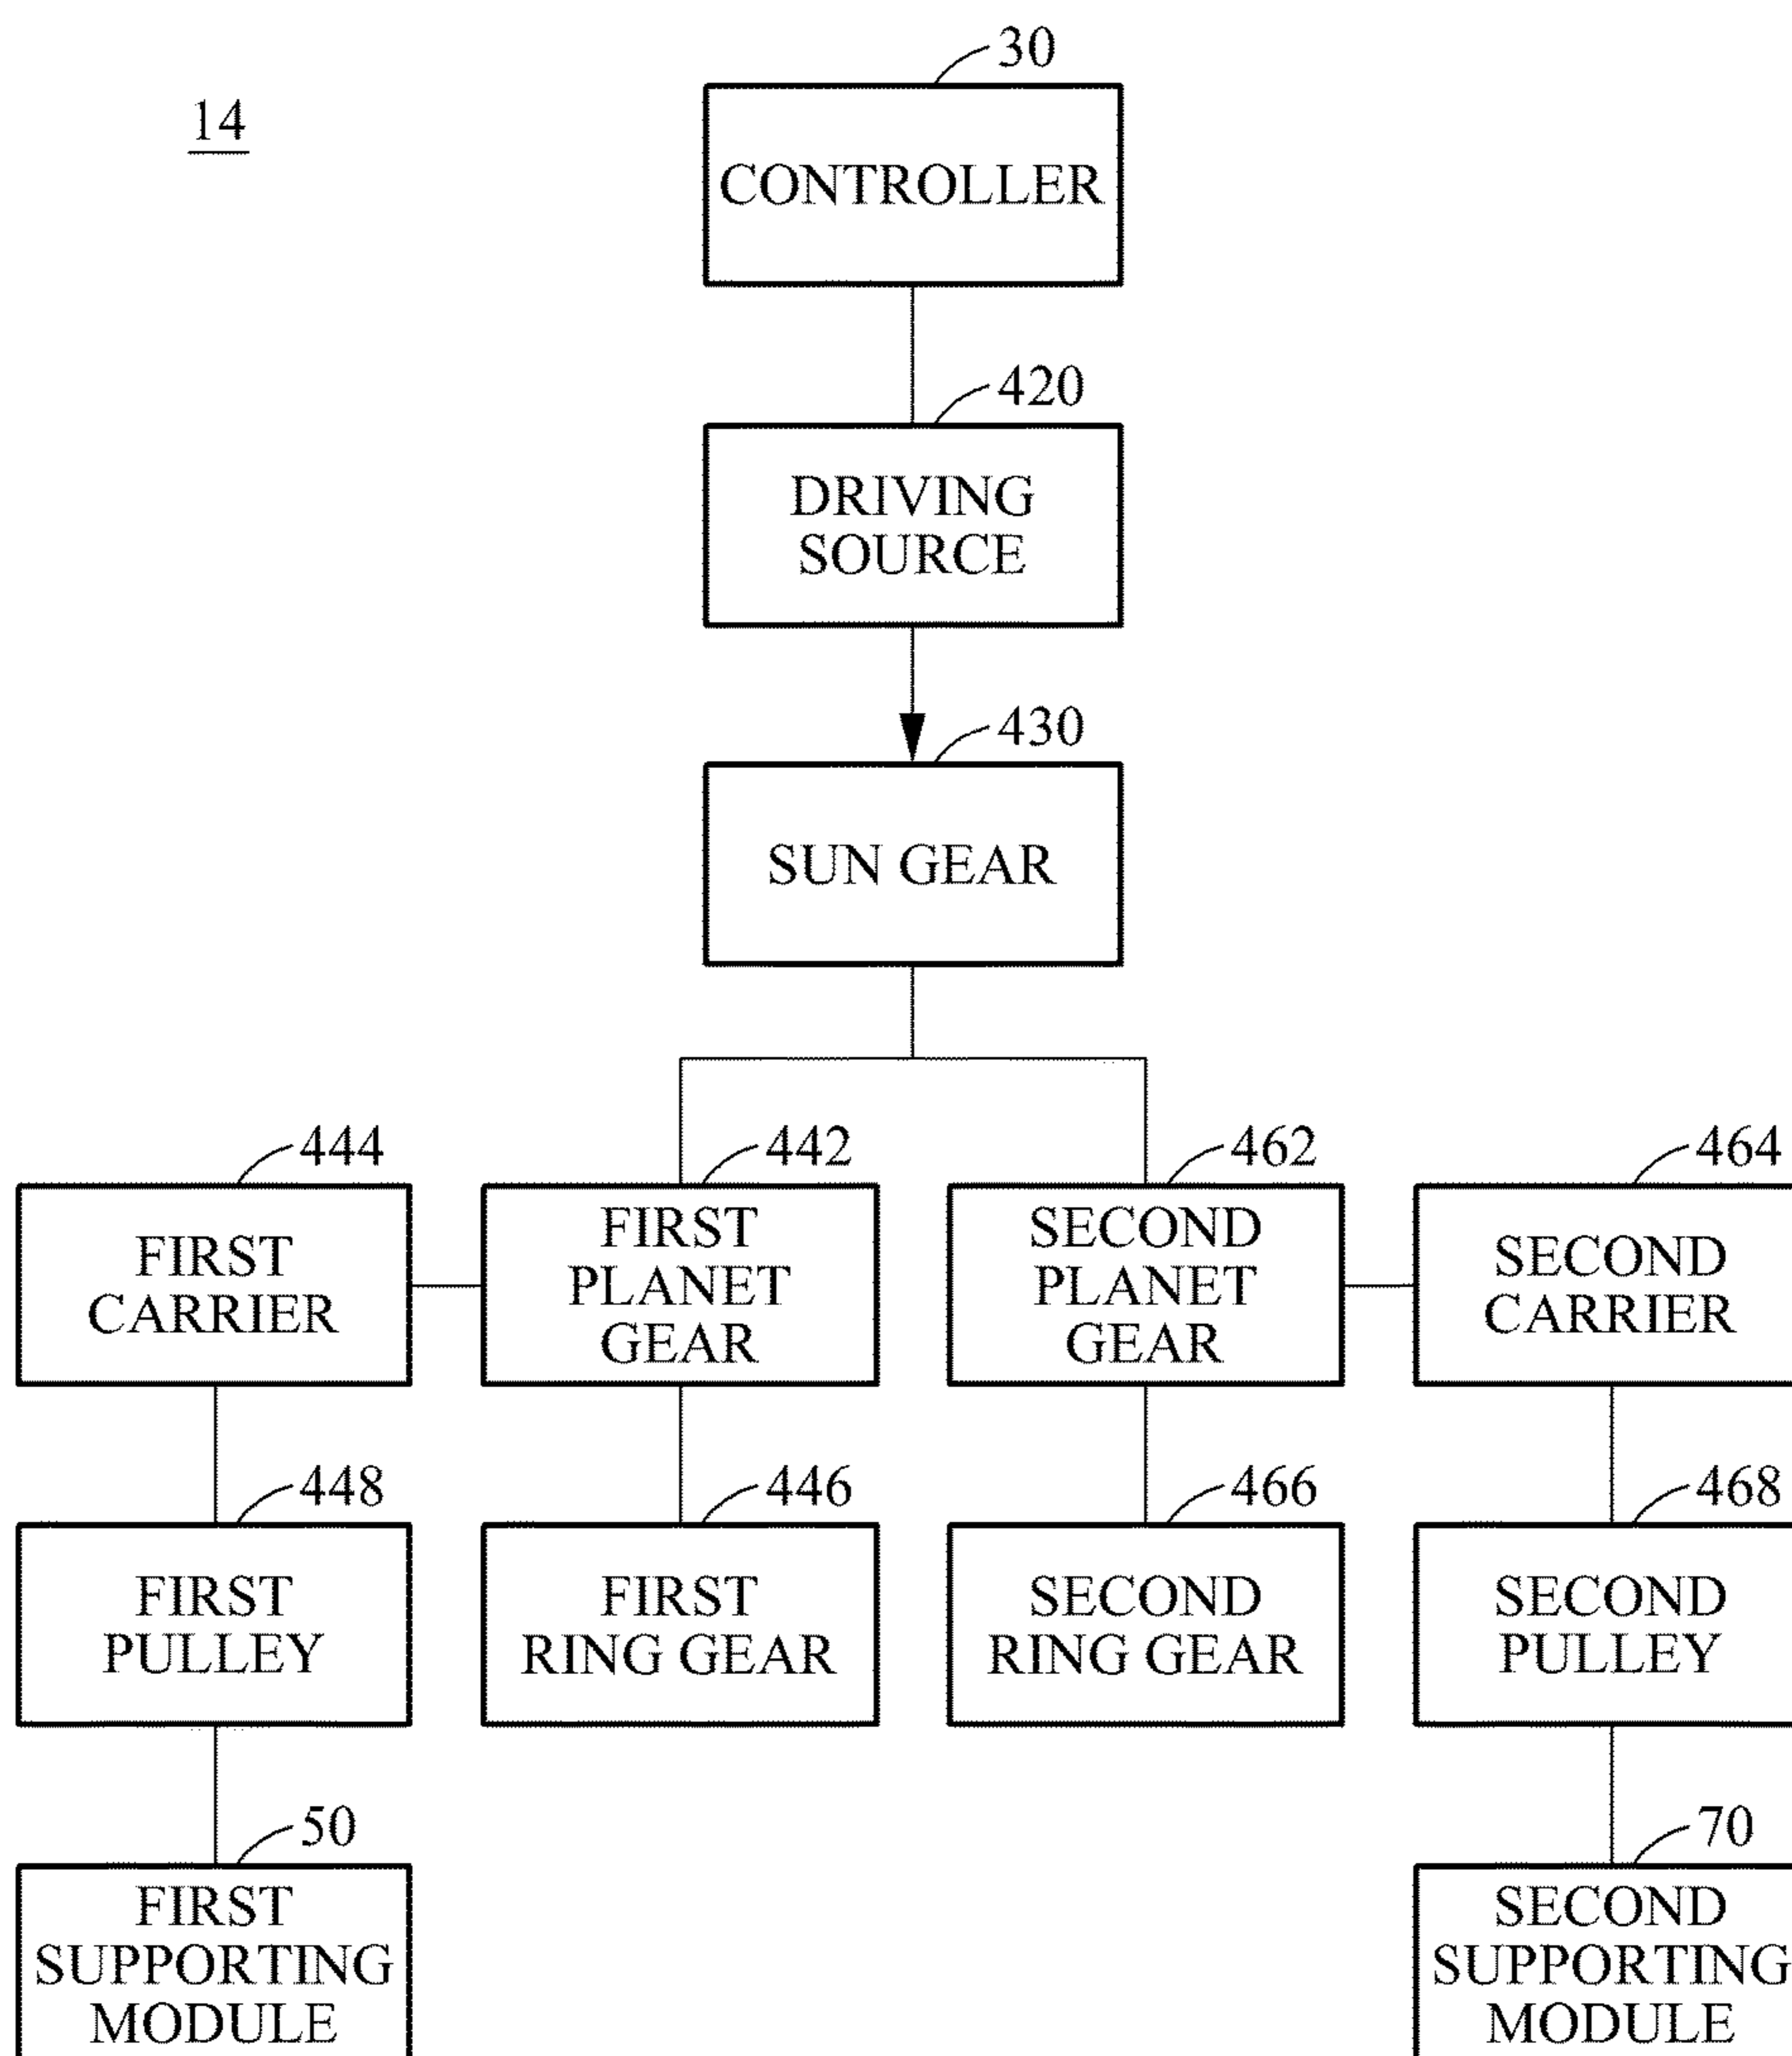 30
14
CONTROLLER
420
DRIVING
SOURCE
430
SUN GEAR
444
442
462
464
FIRST
CARRIER
FIRST
PLANET
GEAR
SECOND
PLANET
GEAR
SECOND
CARRIER
448
446
466
468
FIRST
PULLEY
FIRST
RING GEAR
SECOND
RING GEAR
SECOND
PULLEY
50
70
FIRST
SUPPORTING
MODULE
SECOND
SUPPORTING
MODULE